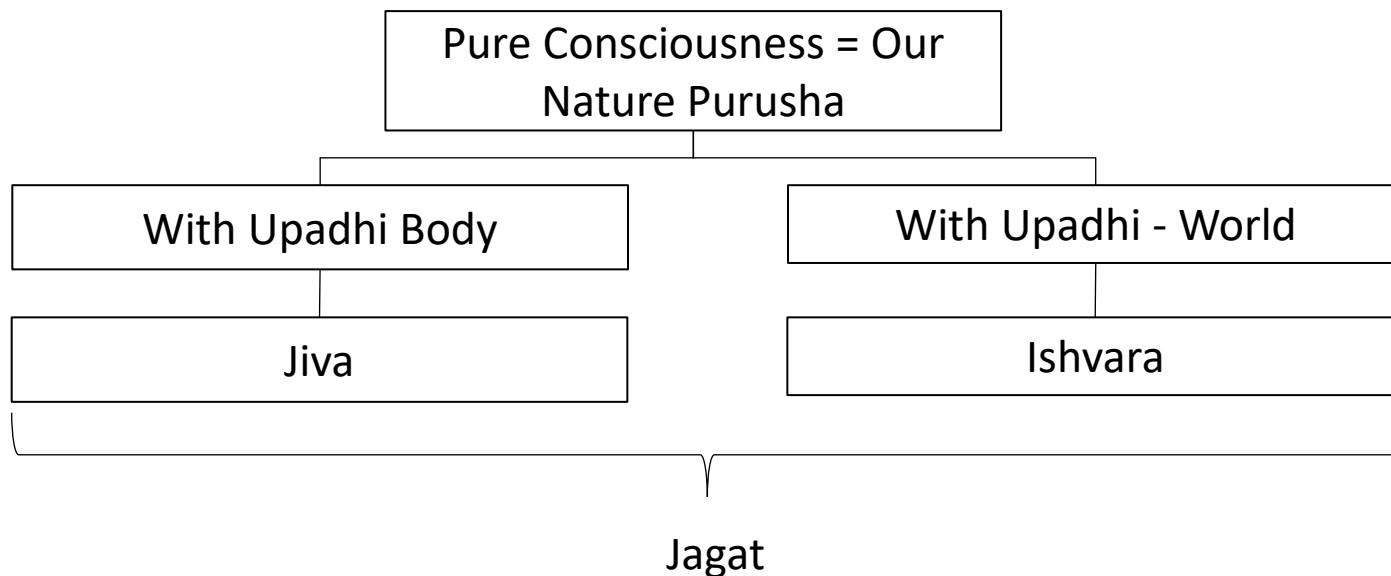 Pure Consciousness = Our
Nature Purusha
With Upadhi Body
With Upadhi - World
Jiva
Ishvara
Jagat